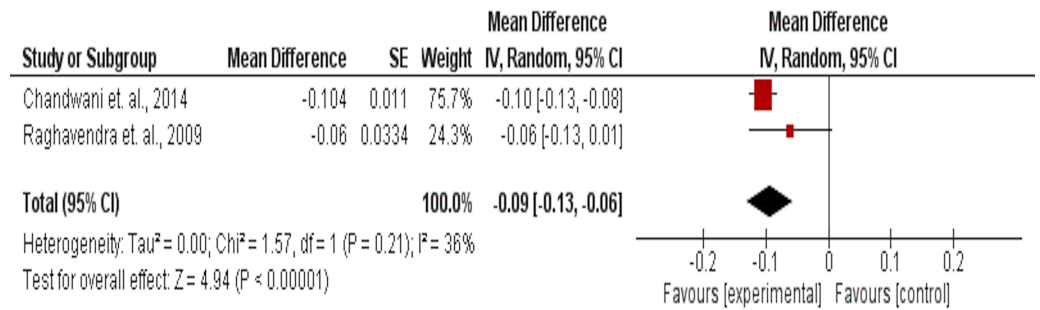 Mean Difference Mean Difference
Study or Subgroup Mean Difference SE Weight IV, Random, 95% CI IV, Random, 95% CI
Chandwani et. al., 2014 -0.104 0.011 75.7% -0.10 [-0.13, -0.08]
Raghavendra et. al., 2009 -0.06 0.0334 24.3% -0.06 [-0.13, 0.01]
Total (95% CI) 100.0% -0.09 [-0.13, -0.06]
Heterogeneity: Tau² = 0.00; Chi² = 1.57, df = 1 (P = 0.21); I² = 36%
Test for overall effect: Z = 4.94 (P < 0.00001)
-0.2 -0.1 0 0.1 0.2
Favours [experimental] Favours [control]